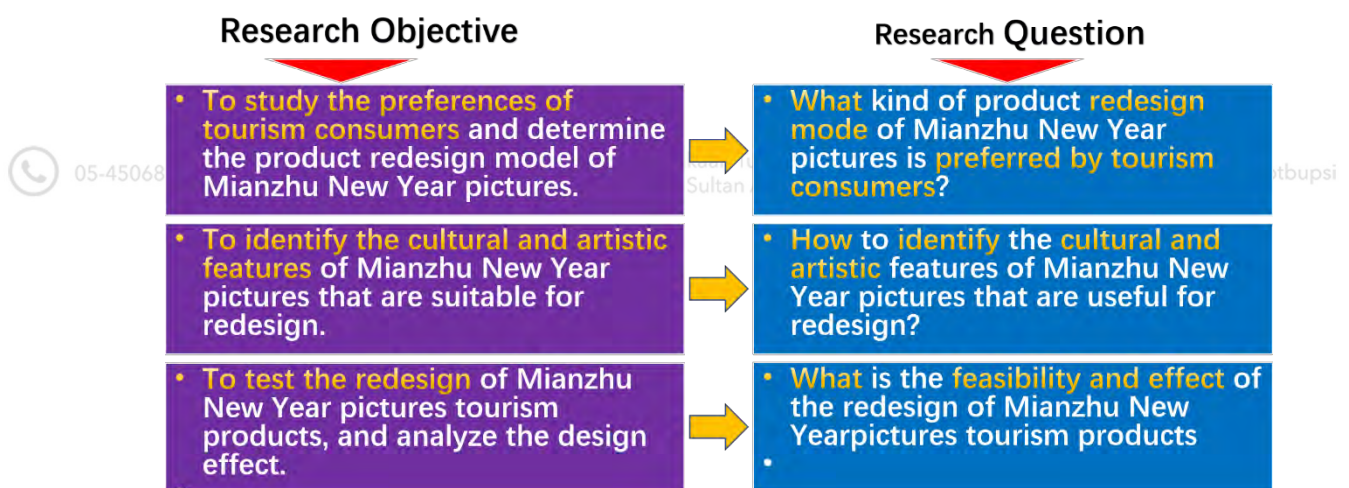 Research Objective
Research Question
• To study the preferences of
tourism consumers and determine
the product redesign model of
Mianzhu New Year pictures.
• What kind of product redesign
mode of Mianzhu New Year
pictures is preferred by tourism
consumers?
05-45068
Sultan
tbupsi
• To identify the cultural and artistic
features of Mianzhu New Year
pictures that are suitable for
redesign.
• How to identify the cultural and
artistic features of Mianzhu New
Year pictures that are useful for
redesign?
• To test the redesign of Mianzhu
New Year pictures tourism
products, and analyze the design
effect.
• What is the feasibility and effect of
the redesign of Mianzhu New
Yearpictures tourism products
•